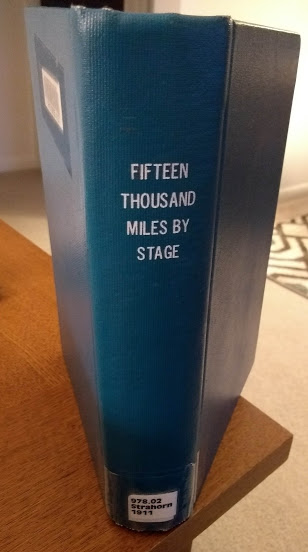 FIFTEEN
THOUSAND
MILES BY
STAGE
978.02
Strahorn
1911